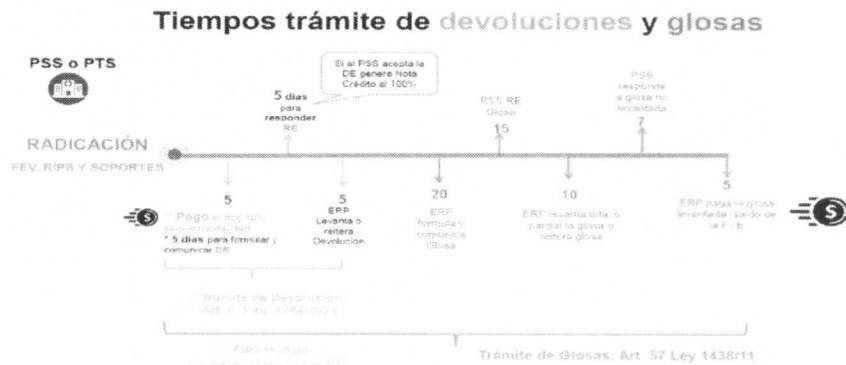 Tiempos trámite de devoluciones y glosas
PSS o PTS
Si el PSS acepta la
DE genera Nota
Crédito al 100%
5 días
para
responder
RE
PSS RE
Glosa
15
PSS
responde
a glosa no
levantada
7
RADICACIÓN
FEV, RIPS Y SOPORTES
5
* Pago
* 5 días para formular y
comunicar DE
5
ERP
Levanta o
reitera
Devolución
20
ERP
formula y
comunica
Glosa
10
ERP levanta total o
parcial la glosa o
reitera glosa
5
ERP paga la glosa
levantada (saldo de
la
Trámite de Devolución:
Art.
Trámite de Glosas: Art. 57 Ley 1438/11